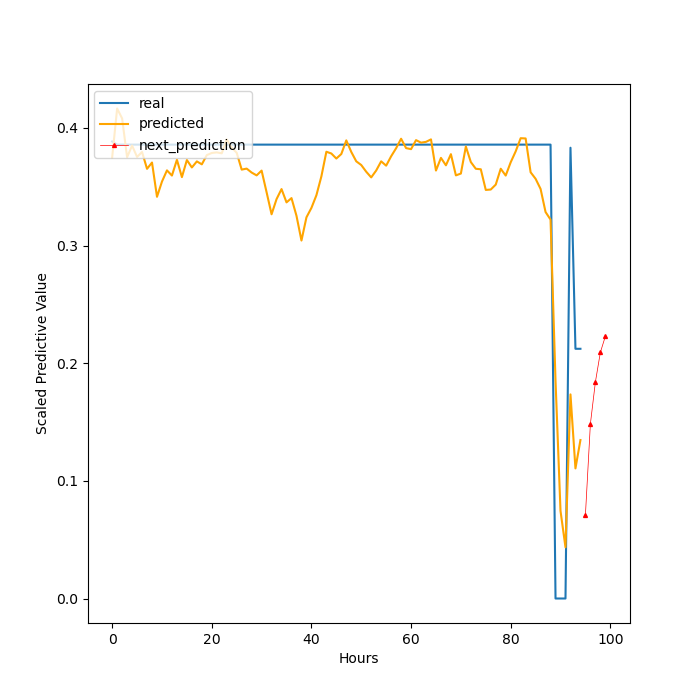 real
predicted
next_prediction
0.4
0.3
0.2
0.1
0.0
Scaled Predictive Value
0 20 40 60 80 100
Hours